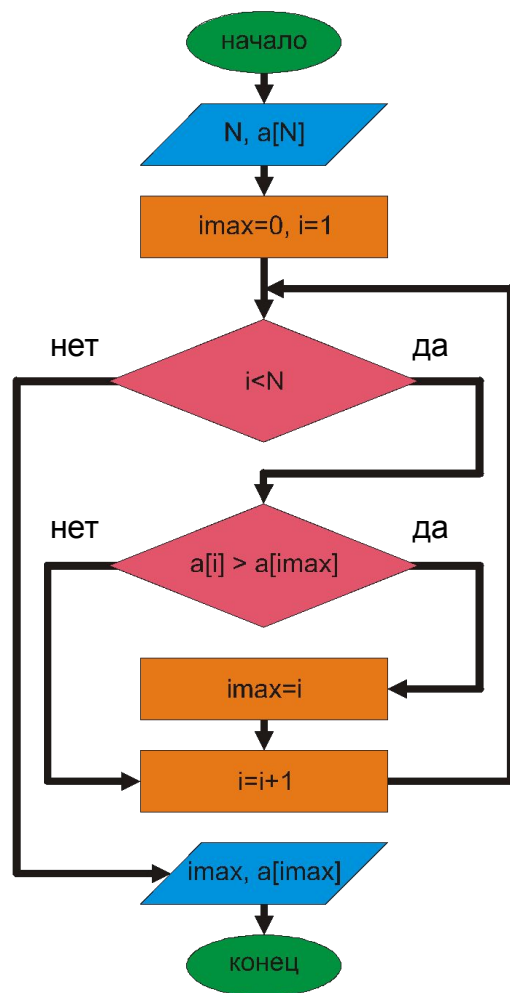 начало
N, a[N]
imax=0, i=1
нет
да
i<N
нет
да
a[i] > a[imax]
imax=i
i=i+1
imax, a[imax]
конец